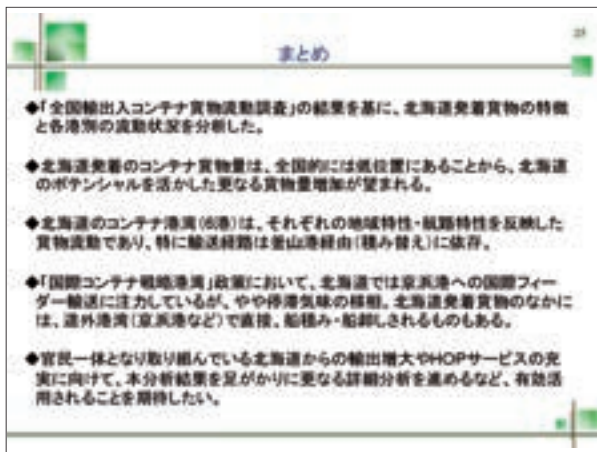 まとめ
◆「全国輸出入コンテナ貨物流動調査」の結果を基に、北海道発着貨物の特徴
と各港別の流動状況を分析した。
◆北海道発着のコンテナ貨物量は、全国的には低位置にあることから、北海道
のポテンシャルを活かした更なる貨物量増加が望まれる。
◆北海道のコンテナ港湾(6港)は、それぞれの地域特性・航路特性を反映した
貨物流動であり、特に輸送経路は釜山港経由(積み替え)に依存。
◆「国際コンテナ戦略港湾」政策において、北海道では京浜港への国際フィー
ダー輸送に注力しているが、やや停滞気味の様相。北海道発着貨物のなかに
は、道外港湾(京浜港など)で直接、船積み・船卸しされるものもある。
◆官民一体となり取り組んでいる北海道からの輸出増大やHOPサービスの充
実に向けて、本分析結果を足がかりに更なる詳細分析を進めるなど、有効活
用されることを期待したい。